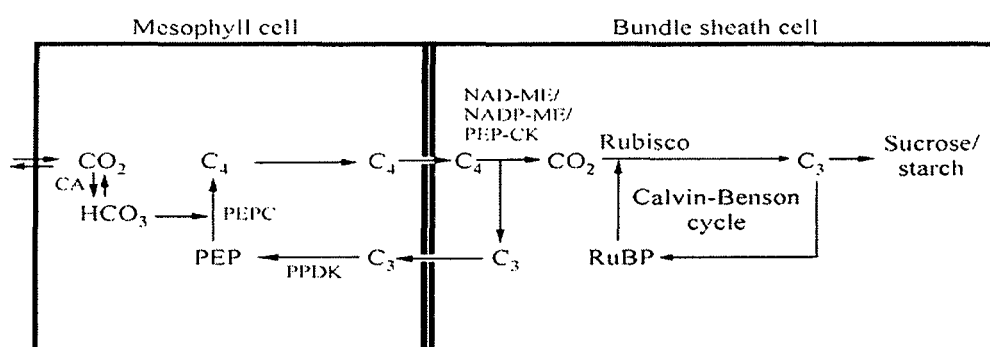 Mesophyll cell
Bundle sheath cell
NAD-ME/
NADP-ME/
PEP-CK
CO₂
C₄
C₄
C₄
CO₂
Rubisco
C₃
Sucrose/
starch
CA
HCO₃
PEPC
Calvin-Benson
cycle
PEP
PPDK
C₃
C₃
RuBP